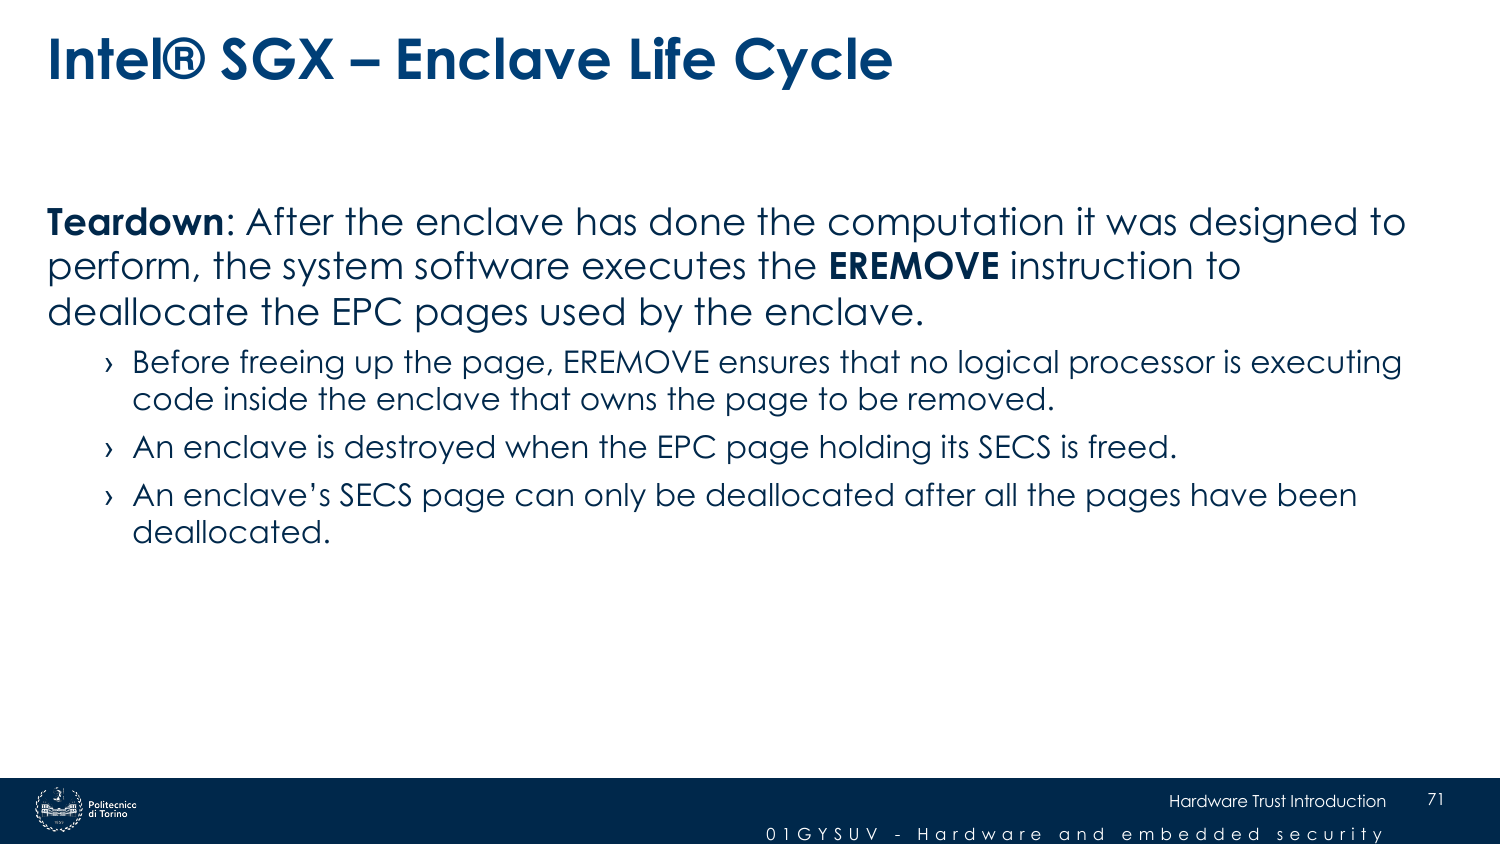 Intel® SGX – Enclave Life Cycle
Teardown: After the enclave has done the computation it was designed to
perform, the system software executes the EREMOVE instruction to
deallocate the EPC pages used by the enclave.
› Before freeing up the page, EREMOVE ensures that no logical processor is executing
code inside the enclave that owns the page to be removed.
› An enclave is destroyed when the EPC page holding its SECS is freed.
› An enclave’s SECS page can only be deallocated after all the pages have been
deallocated.
Politecnico
di Torino
Hardware Trust Introduction
71
01GYSUV - Hardware and embedded security